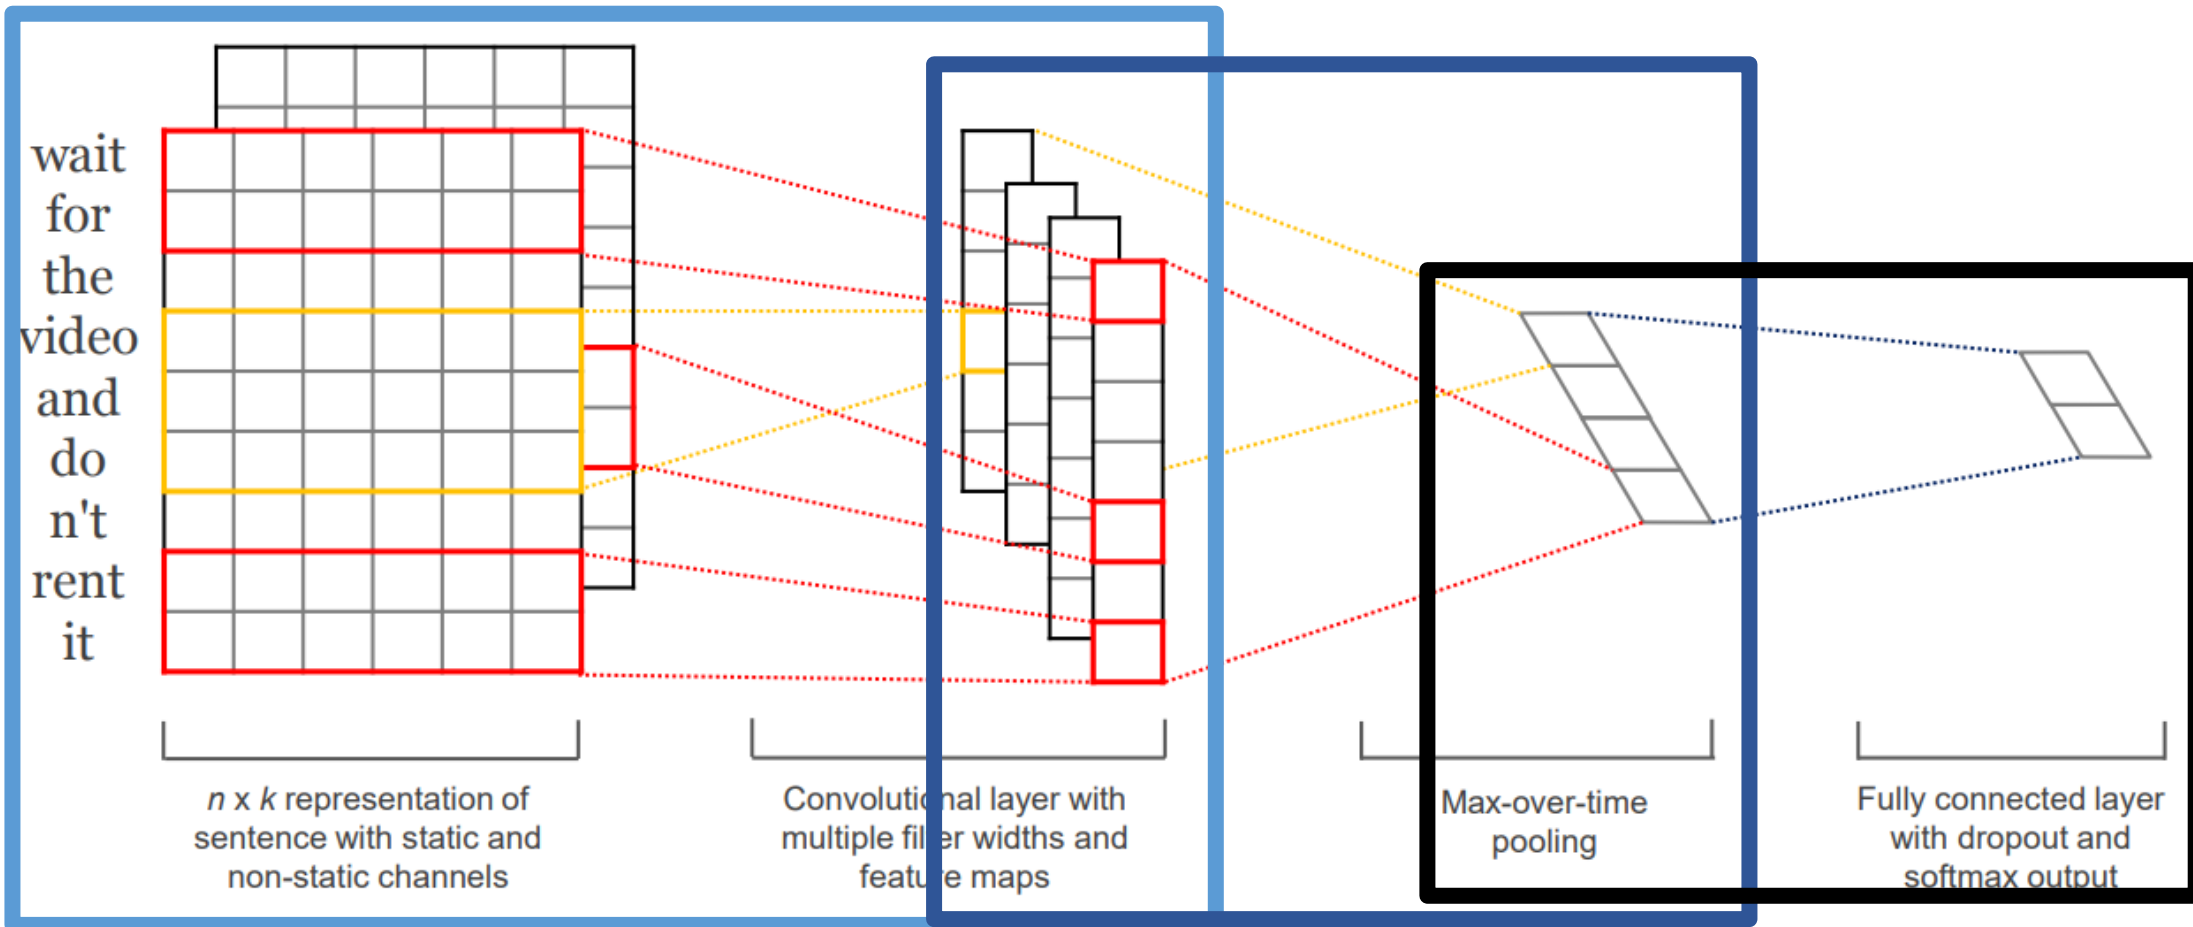 wait
for
the
video
and
do
n't
rent
it
n x k representation of
sentence with static and
non-static channels
Convolutional layer with
multiple filter widths and
feature maps
Max-over-time
pooling
Fully connected layer
with dropout and
softmax output